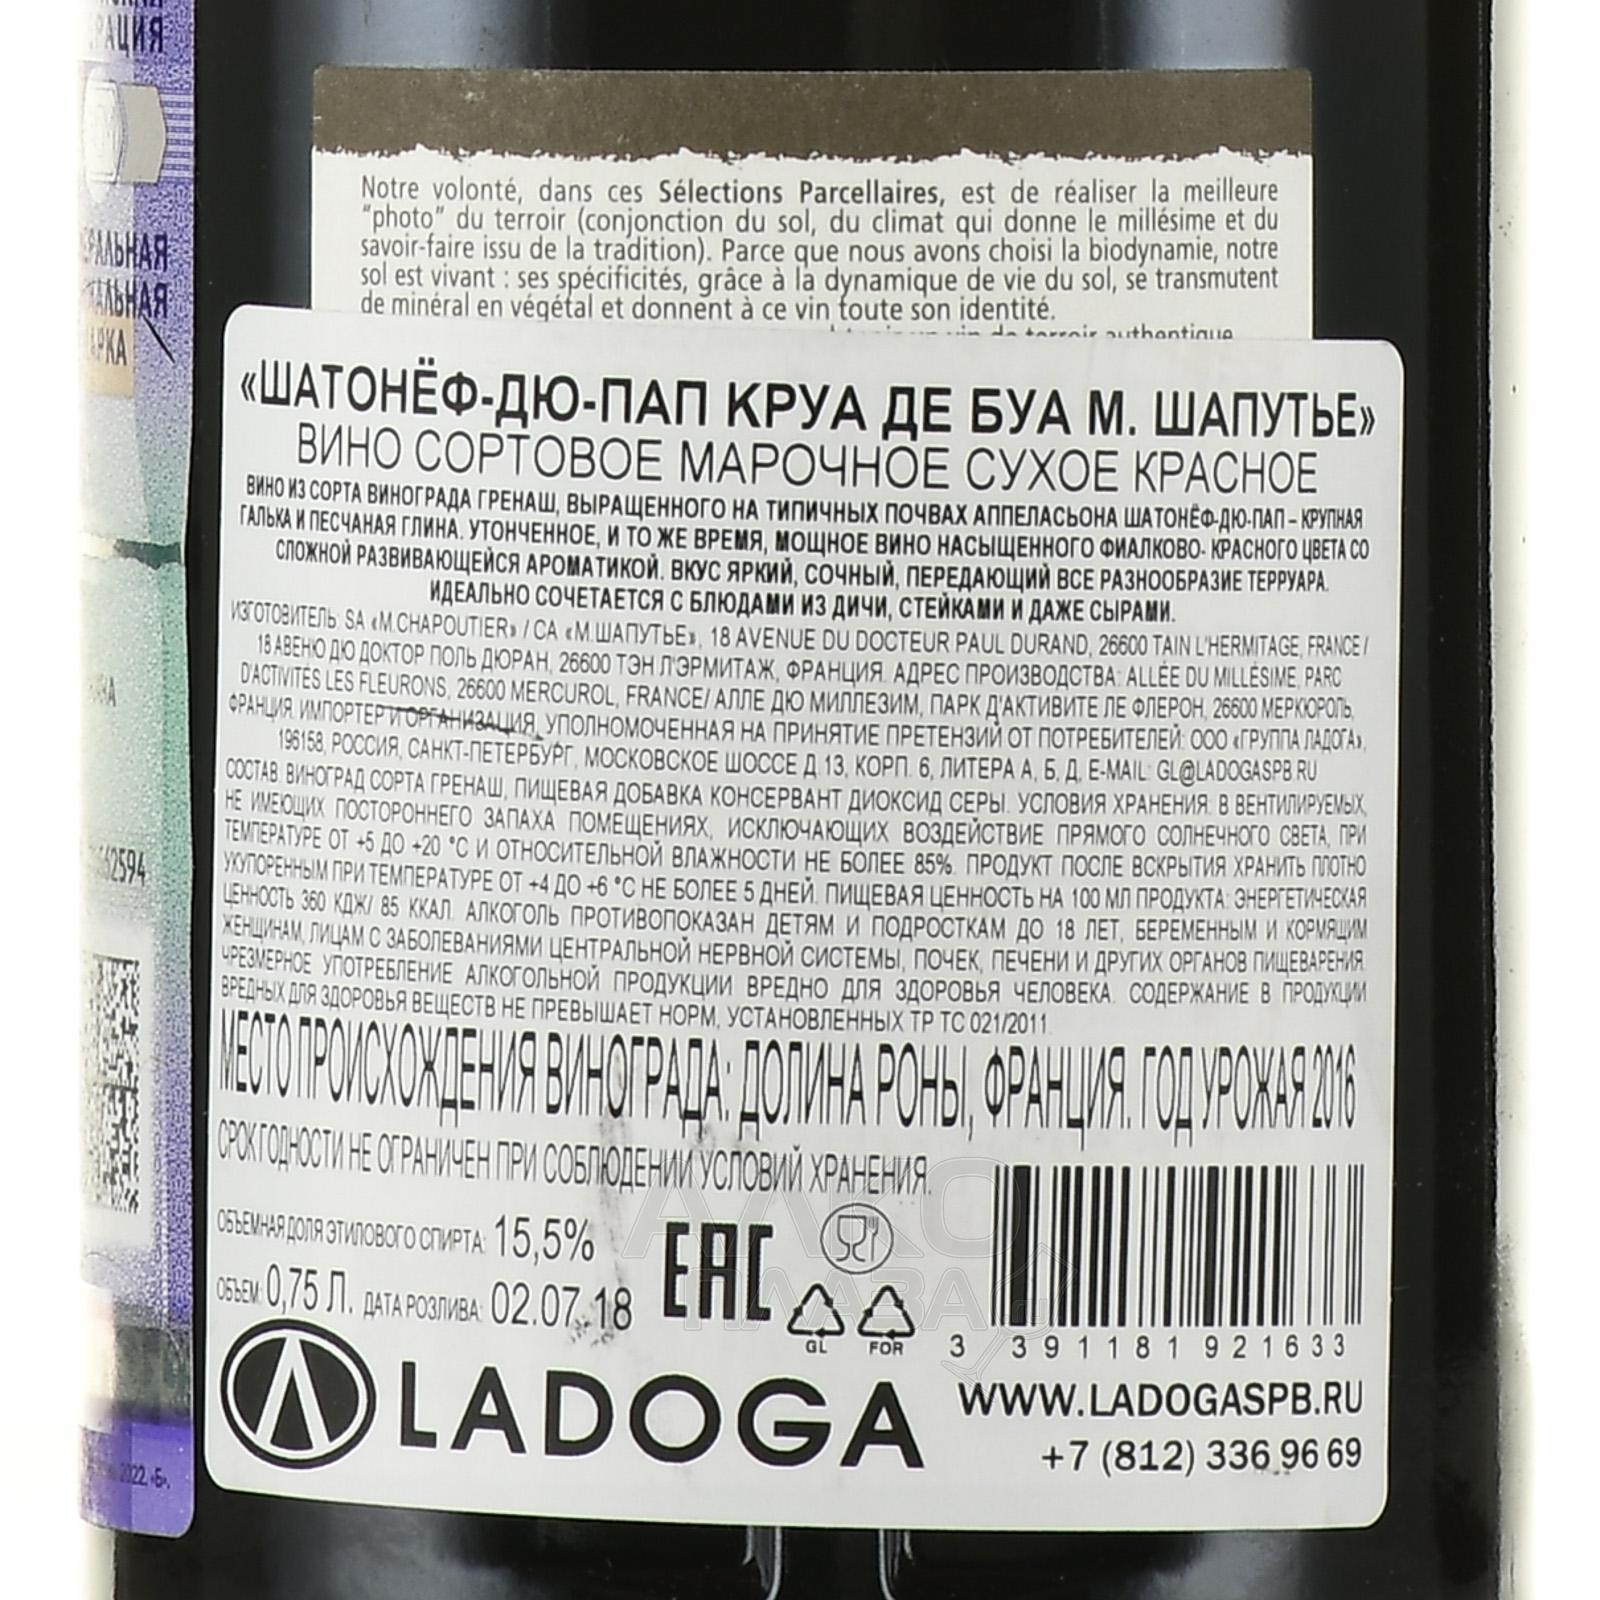 РАЦИЯ
АРКА
62594
2022, «Б».
Notre volonté, dans ces Sélections Parcellaires, est de réaliser la meilleure
"photo" du terroir (conjonction du sol, du climat qui donne le millésime et du
savoir-faire issu de la tradition). Parce que nous avons choisi la biodynamie, notre
sol est vivant : ses spécificités, grâce à la dynamique de vie du sol, se transmutent
de minéral en végétal et donnent à ce vin toute son identité.
un vin de terroir authentique
«ШАТОНЁФ-ДЮ-ПАП КРУА ДЕ БУА М. ШАПУТЬЕ»
ВИНО СОРТОВОЕ МАРОЧНОЕ СУХОЕ КРАСНОЕ
ВИНО ИЗ СОРТА ВИНОГРАДА ГРЕНАШ, ВЫРАЩЕННОГО НА ТИПИЧНЫХ ПОЧВАХ АППЕЛАСЬОНА ШАТОНЁФ-ДЮ-ПАП – КРУПНАЯ
ГАЛЬКА И ПЕСЧАНАЯ ГЛИНА. УТОНЧЕННОЕ, И ТО ЖЕ ВРЕМЯ, МОЩНОЕ ВИНО НАСЫЩЕННОГО ФИАЛКОВО- КРАСНОГО ЦВЕТА СО
СЛОЖНОЙ РАЗВИВАЮЩЕЙСЯ АРОМАТИКОЙ. ВКУС ЯРКИЙ, СОЧНЫЙ, ПЕРЕДАЮЩИЙ ВСЕ РАЗНООБРАЗИЕ ТЕРРУАРА.
ИДЕАЛЬНО СОЧЕТАЕТСЯ С БЛЮДАМИ ИЗ ДИЧИ, СТЕЙКАМИ И ДАЖЕ СЫРАМИ.
ИЗГОТОВИТЕЛЬ: SA «M.CHAPOUTIER» / СА «М.ШАПУТЬЕ», 18 AVENUE DU DOCTEUR PAUL DURAND, 26600 TAIN L'HERMITAGE, FRANCE /
18 АВЕНЮ ДЮ ДОКТОР ПОЛЬ ДЮРАН, 26600 ТЭН Л'ЭРМИТАЖ, ФРАНЦИЯ. АДРЕС ПРОИЗВОДСТВА: ALLÉE DU MILLÉSIME, PARC
D'ACTIVITÉS LES FLEURONS, 26600 MERCUROL, FRANCE/ АЛЛЕ ДЮ МИЛЛЕЗИМ, ПАРК Д'АКТИВИТЕ ЛЕ ФЛЕРОН, 26600 МЕРКЮРОЛЬ,
ФРАНЦИЯ. ИМПОРТЕР И ОРГАНИЗАЦИЯ, УПОЛНОМОЧЕННАЯ НА ПРИНЯТИЕ ПРЕТЕНЗИЙ ОТ ПОТРЕБИТЕЛЕЙ: ООО «ГРУППА ЛАДОГА»,
196158, РОССИЯ, САНКТ-ПЕТЕРБУРГ, МОСКОВСКОЕ ШОССЕ Д.13, КОРП. 6, ЛИТЕРА А, Б, Д, E-MAIL: GL@LADOGASPB.RU
СОСТАВ: ВИНОГРАД СОРТА ГРЕНАШ, ПИЩЕВАЯ ДОБАВКА КОНСЕРВАНТ ДИОКСИД СЕРЫ. УСЛОВИЯ ХРАНЕНИЯ: В ВЕНТИЛИРУЕМЫХ,
НЕ ИМЕЮЩИХ ПОСТОРОННЕГО ЗАПАХА ПОМЕЩЕНИЯХ, ИСКЛЮЧАЮЩИХ ВОЗДЕЙСТВИЕ ПРЯМОГО СОЛНЕЧНОГО СВЕТА, ПРИ
ТЕМПЕРАТУРЕ ОТ +5 ДО +20 °С И ОТНОСИТЕЛЬНОЙ ВЛАЖНОСТИ НЕ БОЛЕЕ 85%. ПРОДУКТ ПОСЛЕ ВСКРЫТИЯ ХРАНИТЬ ПЛОТНО
УКУПОРЕННЫМ ПРИ ТЕМПЕРАТУРЕ ОТ +4 ДО +6 °С НЕ БОЛЕЕ 5 ДНЕЙ. ПИЩЕВАЯ ЦЕННОСТЬ НА 100 МЛ ПРОДУКТА: ЭНЕРГЕТИЧЕСКАЯ
ЦЕННОСТЬ 360 КДЖ/ 85 ККАЛ. АЛКОГОЛЬ ПРОТИВОПОКАЗАН ДЕТЯМ И ПОДРОСТКАМ ДО 18 ЛЕТ, БЕРЕМЕННЫМ И КОРМЯЩИМ
ЖЕНЩИНАМ, ЛИЦАМ С ЗАБОЛЕВАНИЯМИ ЦЕНТРАЛЬНОЙ НЕРВНОЙ СИСТЕМЫ, ПОЧЕК, ПЕЧЕНИ И ДРУГИХ ОРГАНОВ ПИЩЕВАРЕНИЯ.
ЧРЕЗМЕРНОЕ УПОТРЕБЛЕНИЕ АЛКОГОЛЬНОЙ ПРОДУКЦИИ ВРЕДНО ДЛЯ ЗДОРОВЬЯ ЧЕЛОВЕКА. СОДЕРЖАНИЕ В ПРОДУКЦИИ
ВРЕДНЫХ ДЛЯ ЗДОРОВЬЯ ВЕЩЕСТВ НЕ ПРЕВЫШАЕТ НОРМ, УСТАНОВЛЕННЫХ ТР ТС 021/2011.
МЕСТО ПРОИСХОЖДЕНИЯ ВИНОГРАДА: ДОЛИНА РОНЫ, ФРАНЦИЯ. ГОД УРОЖАЯ 2016
СРОК ГОДНОСТИ НЕ ОГРАНИЧЕН ПРИ СОБЛЮДЕНИИ УСЛОВИЙ ХРАНЕНИЯ.
ОБЪЕМНАЯ ДОЛЯ ЭТИЛОВОГО СПИРТА: 15,5%
ОБЪЕМ: 0,75 Л. ДАТА РОЗЛИВА: 02.07.18
ЕАС
GL FOR
3 391181 921633
LADOGA
WWW.LADOGASPB.RU
+7 (812) 336 96 69
АЛКО
ПЛАЗА.ru